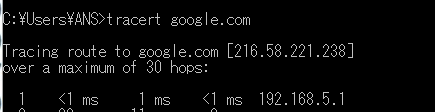 C:¥Users¥ANS>tracert google.com
Tracing route to google.com [216.58.221.238]
over a maximum of 30 hops:
1 <1 ms 1 ms <1 ms 192.168.5.1